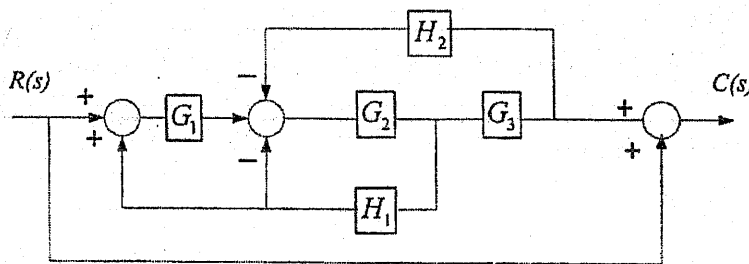 H₂
R(s)
C(s)
+
+
−
G₁
G₂
G₃
+
+
−
H₁